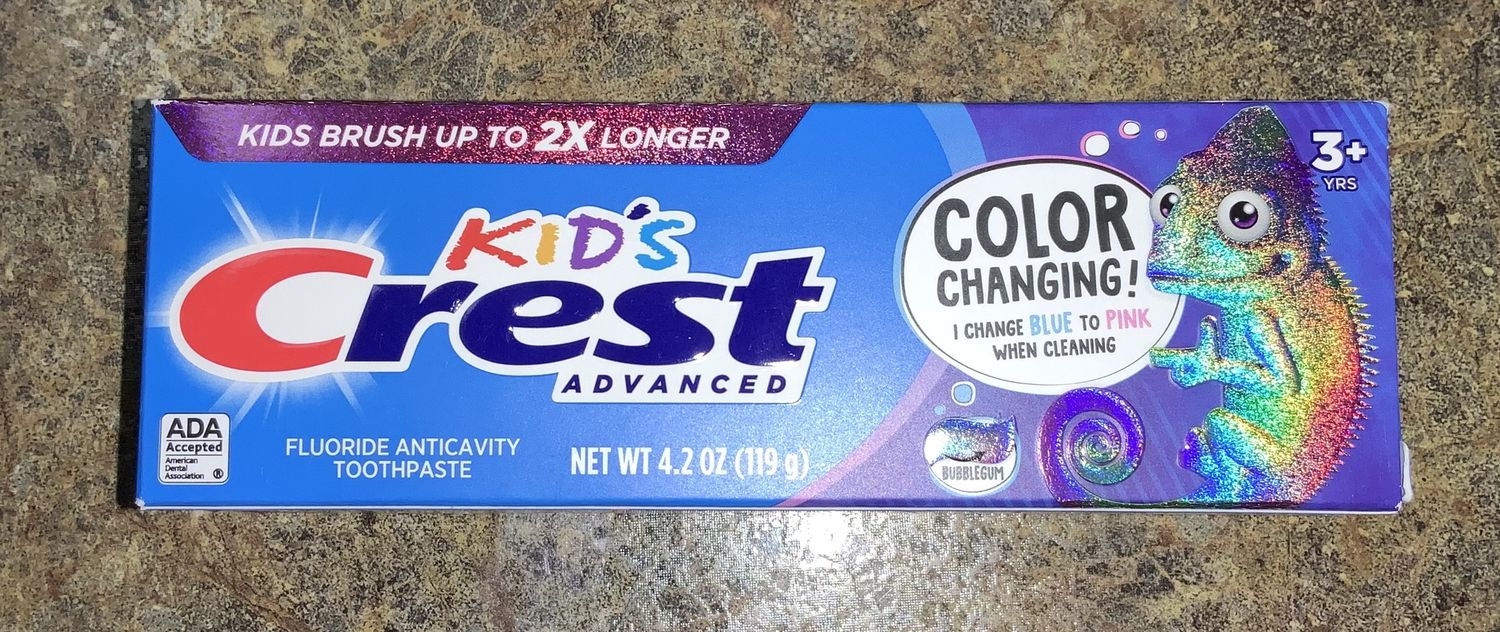 KIDS BRUSH UP TO 2X LONGER
3+
YRS
KID'S
Crest
ADVANCED
COLOR
CHANGING!
I CHANGE BLUE TO PINK
WHEN CLEANING
BUBBLEGUM
ADA
Accepted
American
Dental
Association ®
FLUORIDE ANTICAVITY
TOOTHPASTE
NET WT 4.2 OZ (119 g)